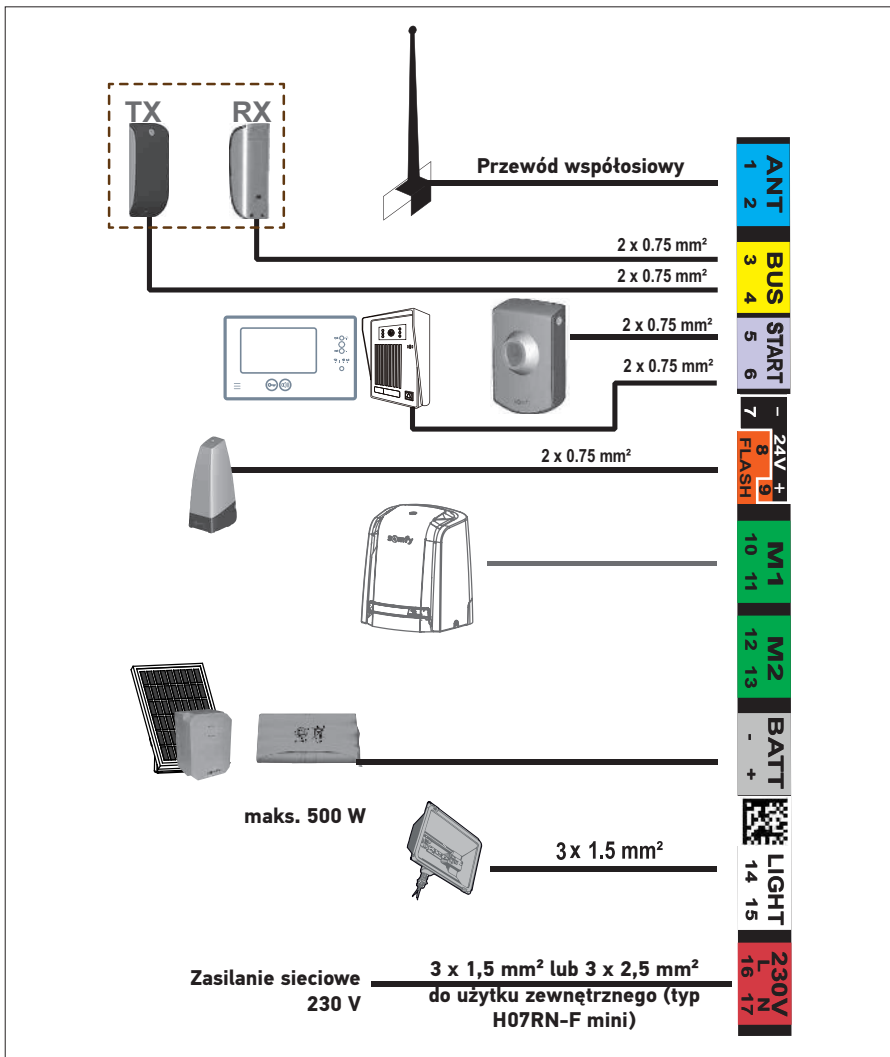 TX RX
Przewód współosiowy
ANT
1 2
2 x 0.75 mm²
2 x 0.75 mm²
BUS
3 4
2 x 0.75 mm²
2 x 0.75 mm²
START
5 6
2 x 0.75 mm²
- 24V +
7 8 9
FLASH
somfy
M1
10 11
M2
12 13
BATT
- +
maks. 500 W
3 x 1.5 mm²
LIGHT
14 15
Zasilanie sieciowe
230 V
3 x 1,5 mm² lub 3 x 2,5 mm²
do użytku zewnętrznego (typ
H07RN-F mini)
230V
L N
16 17